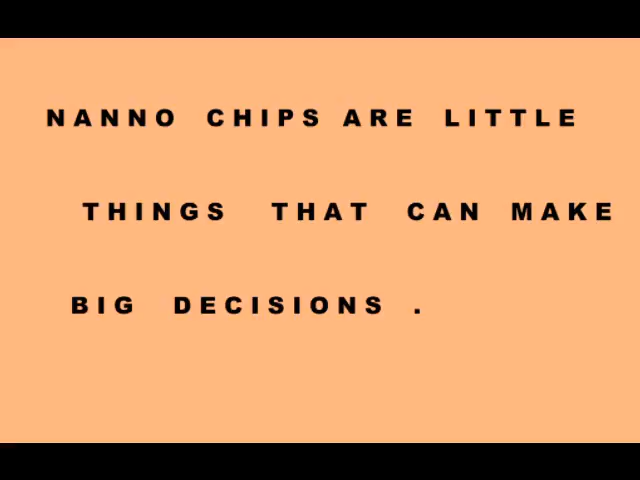 NANNO CHIPS ARE LITTLE
THINGS THAT CAN MAKE
BIG DECISIONS .